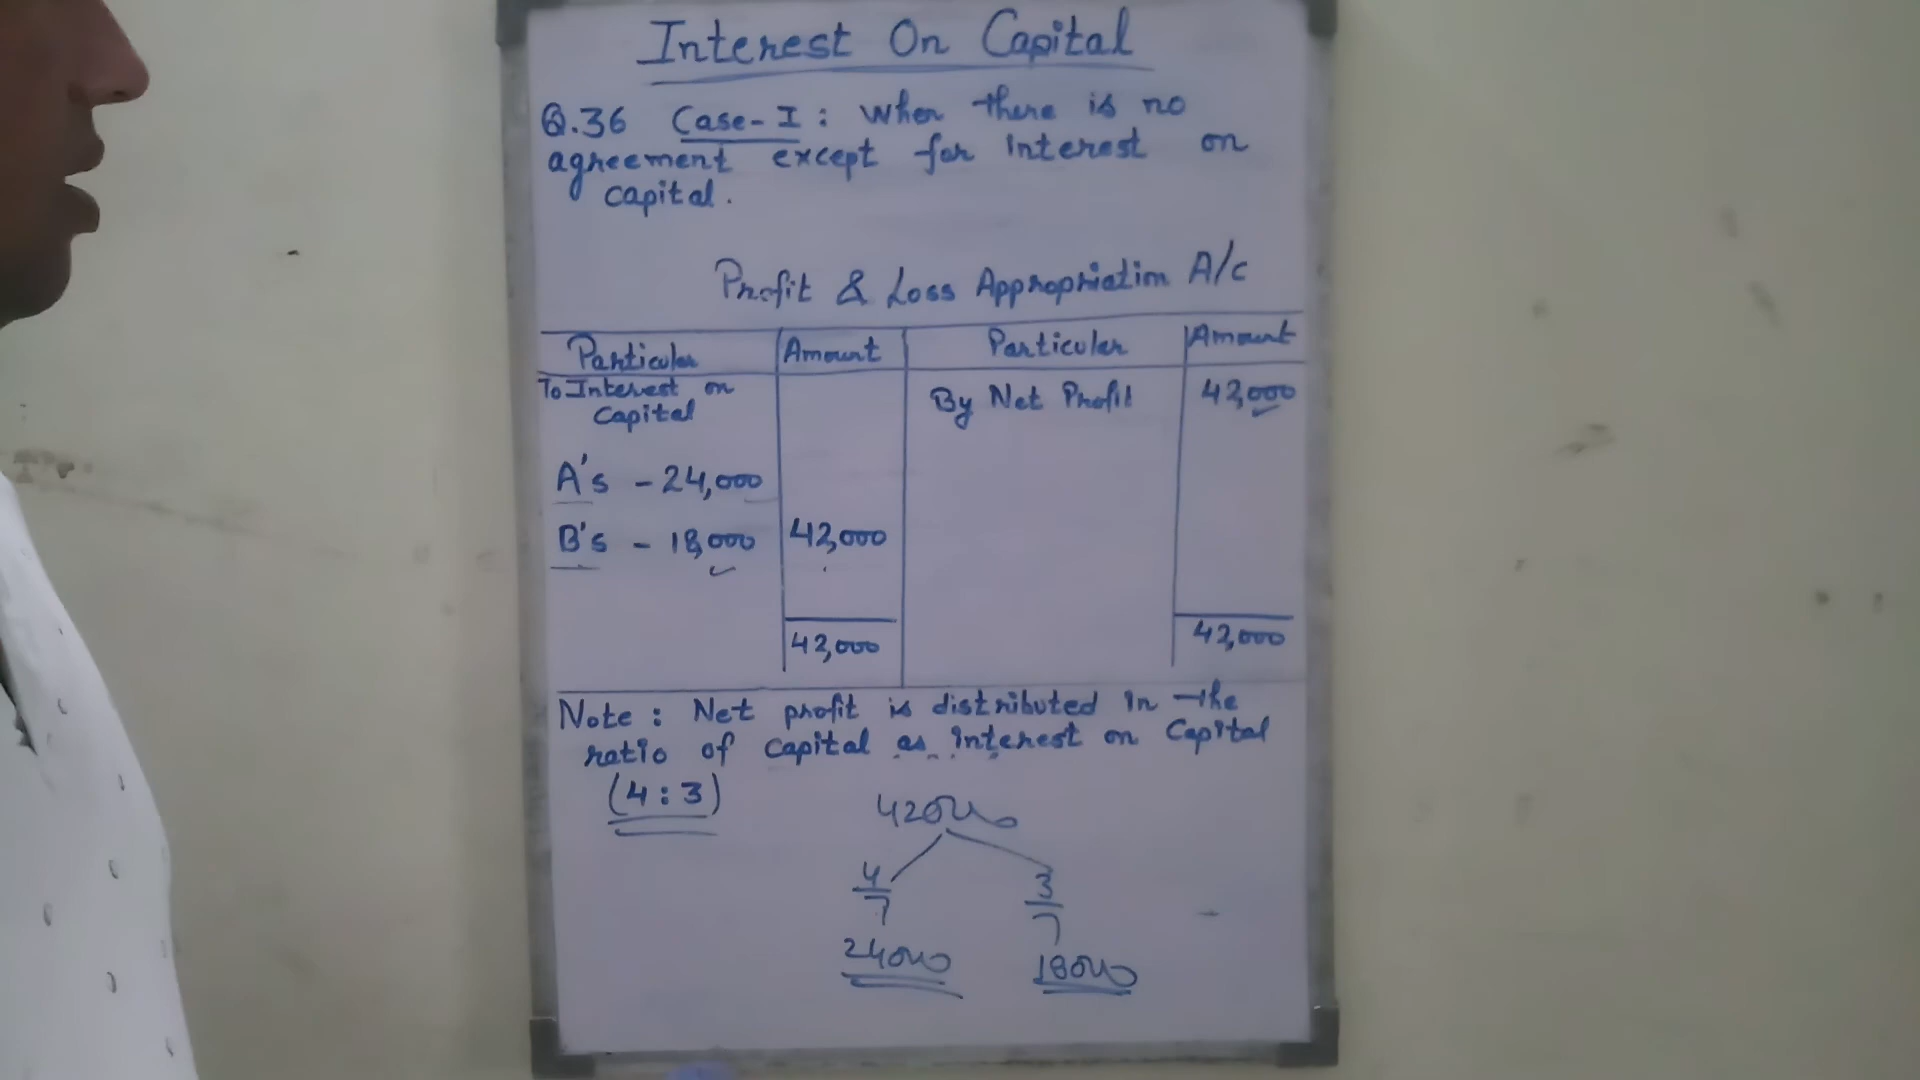 Interest On Capital
Q.36 Case-I : When there is no
agreement except for interest on
capital.
Profit & Loss Appropriation A/c
Particular Amount Particular Amount
To Interest on
Capital
By Net Profit 42,000
A's - 24,000
B's - 18,000 42,000
42,000 42,000
Note : Net profit is distributed in the
ratio of capital as interest on Capital
(4:3)
42000
4/7 3/7
24000 18000